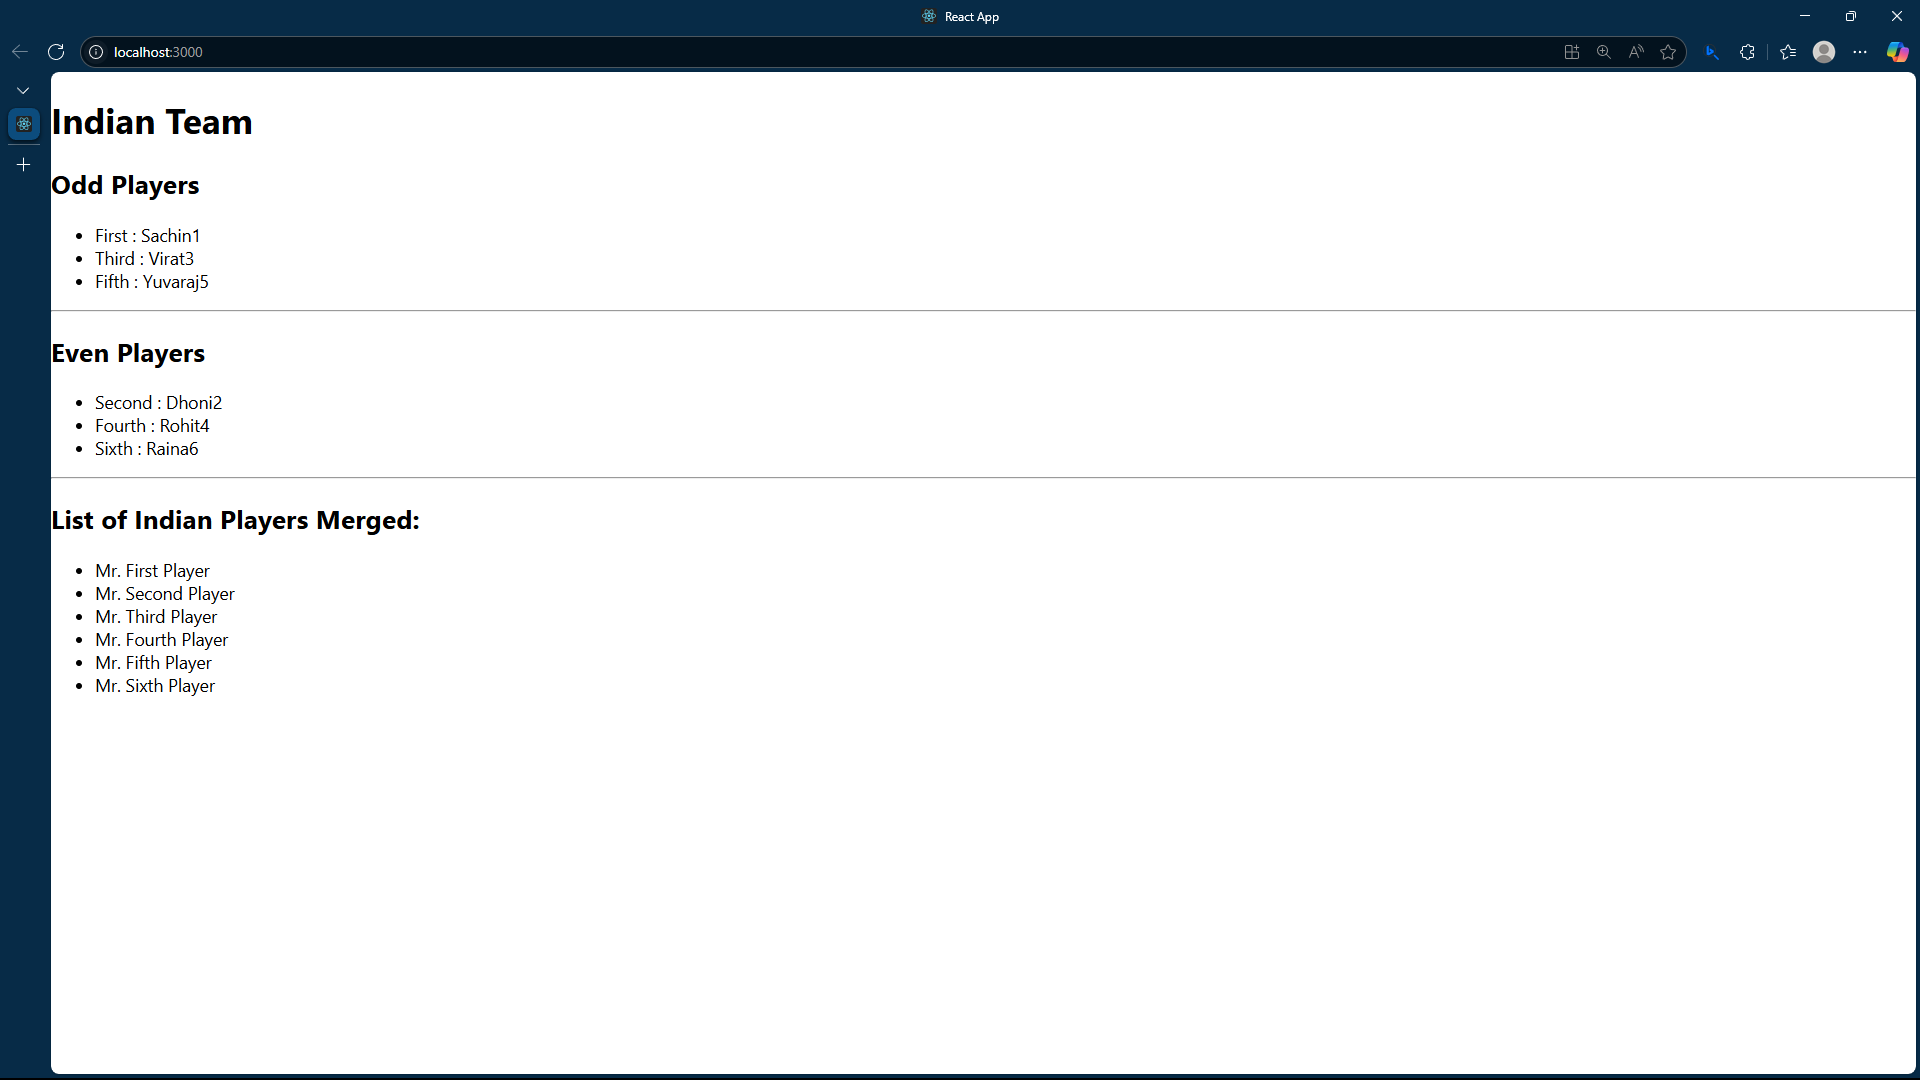 React App
localhost:3000
Indian Team
Odd Players
First : Sachin1
Third : Virat3
Fifth : Yuvaraj5
Even Players
Second : Dhoni2
Fourth : Rohit4
Sixth : Raina6
List of Indian Players Merged:
Mr. First Player
Mr. Second Player
Mr. Third Player
Mr. Fourth Player
Mr. Fifth Player
Mr. Sixth Player